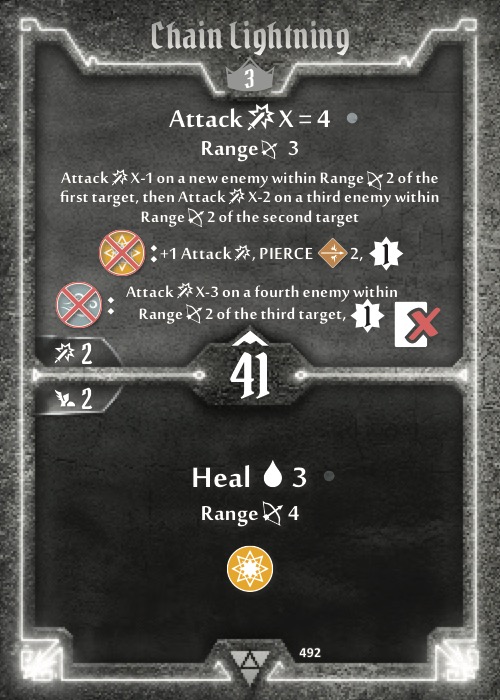 Chain Lightning
3
Attack X = 4
Range 3
Attack X-1 on a new enemy within Range 2 of the
first target, then Attack X-2 on a third enemy within
Range 2 of the second target
: +1 Attack, PIERCE 2, 1
: Attack X-3 on a fourth enemy within
Range 2 of the third target, 1
2
41
2
Heal 3
Range 4
492